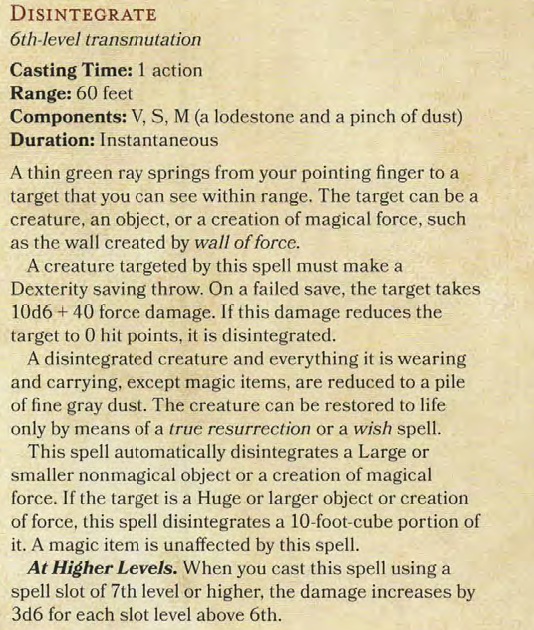 DISINTEGRATE
6th-level transmutation
Casting Time: 1 action
Range: 60 feet
Components: V, S, M (a lodestone and a pinch of dust)
Duration: Instantaneous
A thin green ray springs from your pointing finger to a
target that you can see within range. The target can be a
creature, an object, or a creation of magical force, such
as the wall created by wall of force.
A creature targeted by this spell must make a
Dexterity saving throw. On a failed save, the target takes
10d6 + 40 force damage. If this damage reduces the
target to 0 hit points, it is disintegrated.
A disintegrated creature and everything it is wearing
and carrying, except magic items, are reduced to a pile
of fine gray dust. The creature can be restored to life
only by means of a true resurrection or a wish spell.
This spell automatically disintegrates a Large or
smaller nonmagical object or a creation of magical
force. If the target is a Huge or larger object or creation
of force, this spell disintegrates a 10-foot-cube portion of
it. A magic item is unaffected by this spell.
At Higher Levels. When you cast this spell using a
spell slot of 7th level or higher, the damage increases by
3d6 for each slot level above 6th.